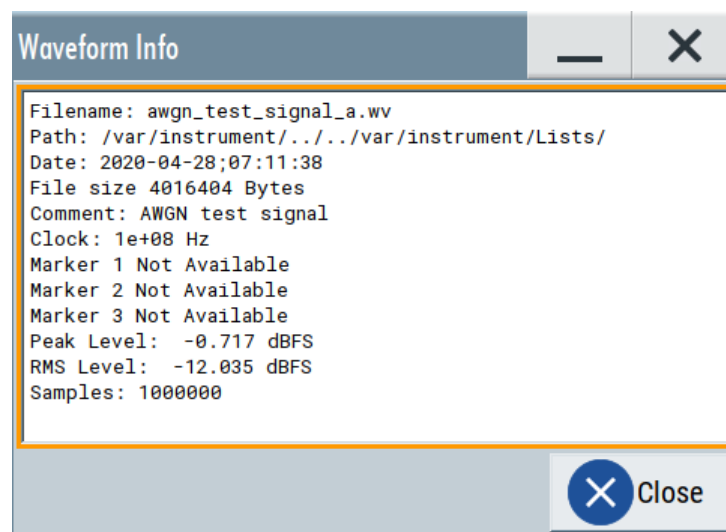 Waveform Info
Filename: awgn_test_signal_a.wv
Path: /var/instrument/../../var/instrument/Lists/
Date: 2020-04-28;07:11:38
File size 4016404 Bytes
Comment: AWGN test signal
Clock: 1e+08 Hz
Marker 1 Not Available
Marker 2 Not Available
Marker 3 Not Available
Peak Level:  -0.717 dBFS
RMS Level:  -12.035 dBFS
Samples: 1000000
Close